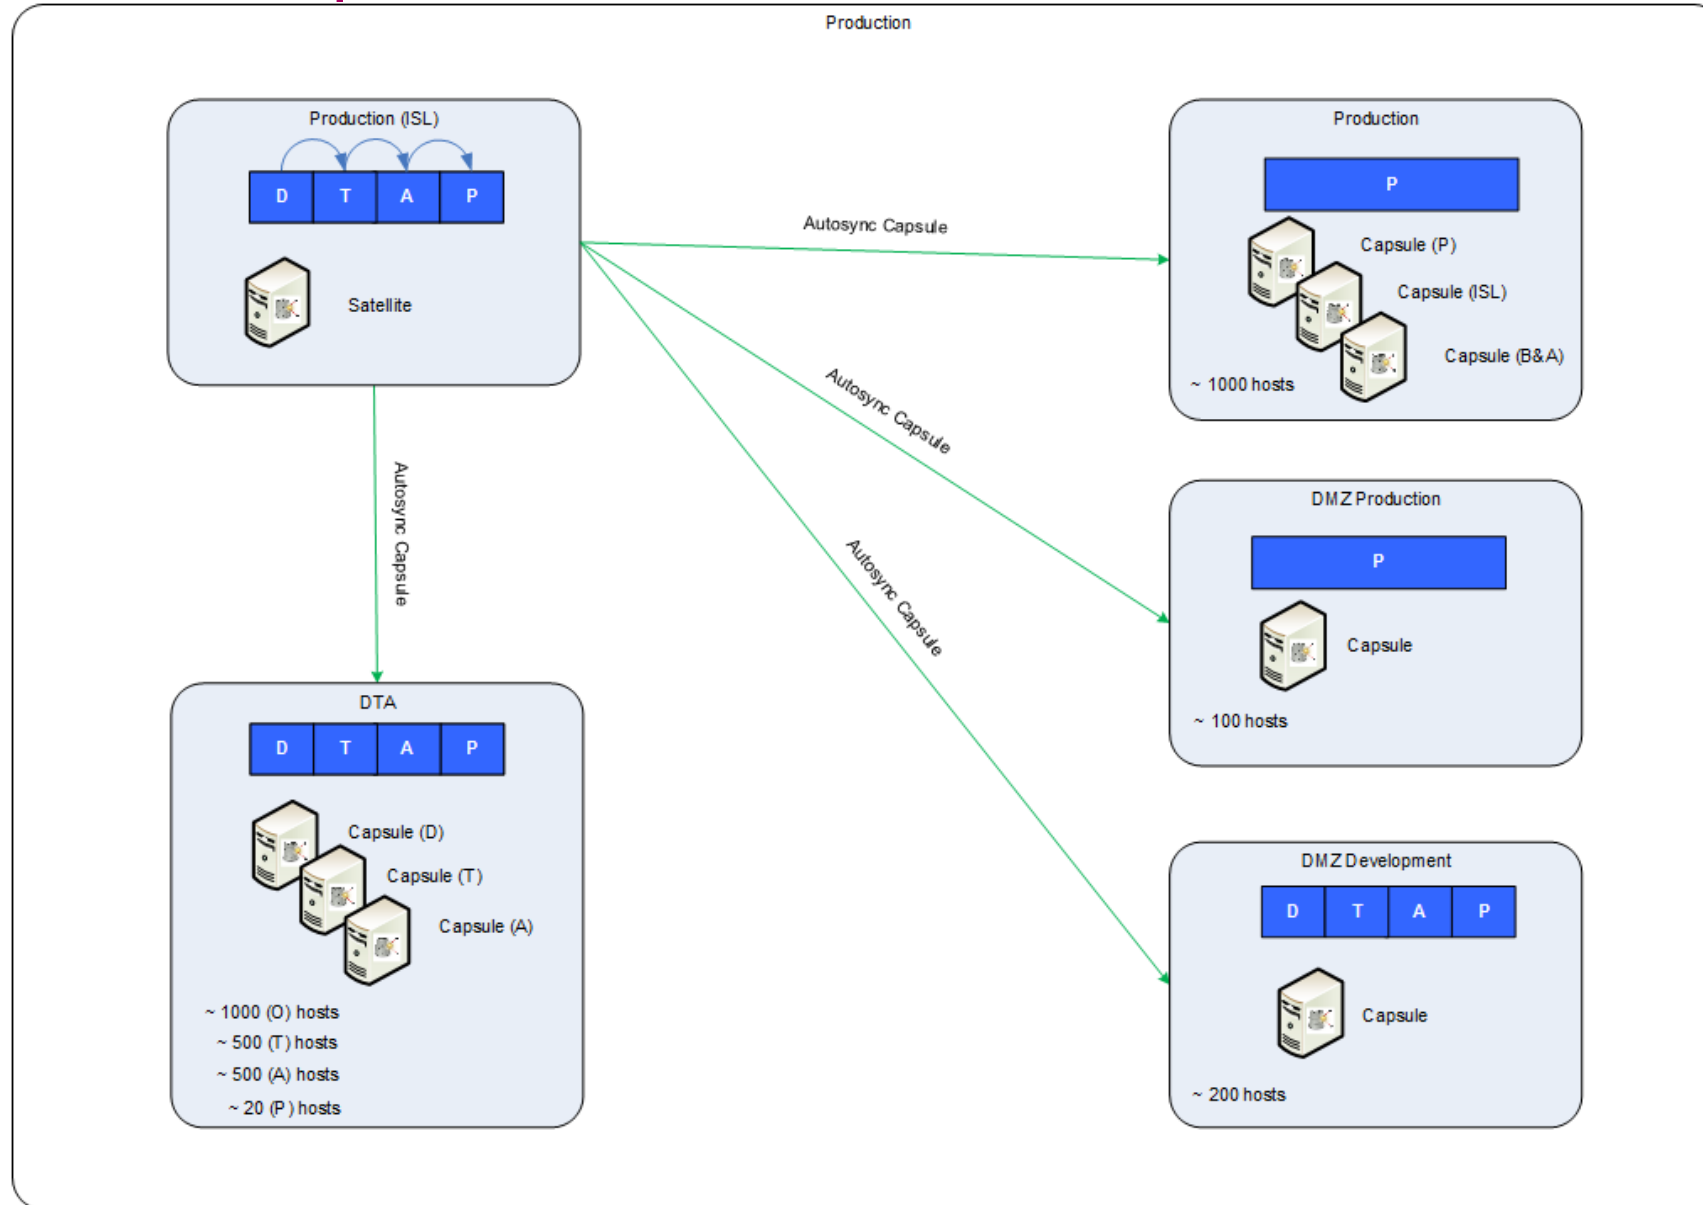 Production
Production (ISL)
D T A P
Satellite
Autosync Capsule
Production
P
Capsule (P)
Capsule (ISL)
Capsule (B&A)
~ 1000 hosts
Autosync Capsule
DMZ Production
P
Capsule
~ 100 hosts
Autosync Capsule
DMZ Development
D T A P
Capsule
~ 200 hosts
Autosync Capsule
DTA
D T A P
Capsule (D)
Capsule (T)
Capsule (A)
~ 1000 (O) hosts
~ 500 (T) hosts
~ 500 (A) hosts
~ 20 (P) hosts